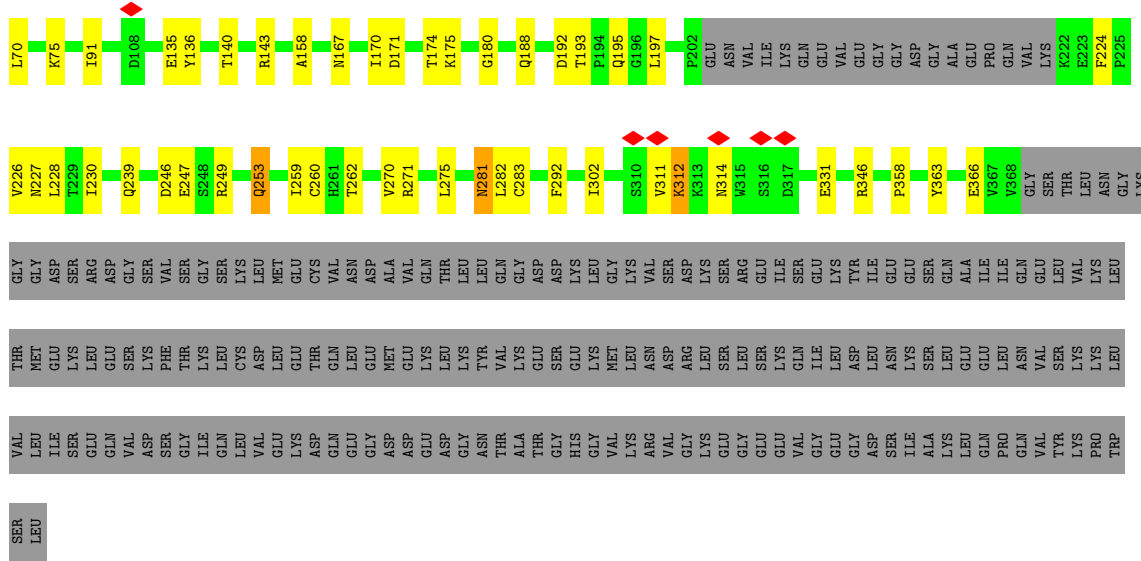 L70 K75 I91 D108 E135 Y136 T140 R143 A158 N167 I170 D171 T174 K175 G180 Q188 D192 T193 P194 Q195 G196 L197 P202 GLU ASN VAL ILE LYS GLN GLU VAL GLU GLY GLY ASP GLY ALA GLU PRO GLN VAL LYS K222 E223 F224 P225
V226 N227 L228 T229 I230 Q239 D246 E247 S248 R249 Q253 L259 C260 H261 T262 V270 R271 L275 N281 L282 C283 F292 I302 S310 V311 K312 K313 N314 W315 S316 D317 E331 R346 P358 Y363 E366 V367 V368 GLY SER THR LEU ASN GLY LYS
GLY GLY ASP SER ARG ASP GLY SER VAL SER GLY SER LYS LEU MET GLU CYS VAL ASN ASP ALA VAL GLN THR LEU LEU GLN GLY ASP ASP LYS LEU GLY LYS VAL SER ASP LYS SER ARG GLU ILE SER GLU LYS TYR ILE GLU GLU SER GLN ALA ILE ILE GLN GLU LEU VAL LYS LEU
THR MET GLU LYS LEU GLU SER LYS PHE THR LYS LEU CYS ASP LEU GLU THR GLN LEU GLU MET GLU LYS LEU LYS TYR VAL LYS GLU SER GLU LYS MET LEU ASN ASP ARG LEU SER LEU SER LYS GLN ILE LEU ASP LEU ASN LYS SER LEU GLU GLU LEU ASN VAL SER LYS LYS LEU
VAL LEU ILE SER GLU GLN VAL ASP SER GLY ILE GLN LEU VAL GLU LYS ASP GLN GLU GLY ASP ASP GLU ASP GLY ASN THR ALA THR GLY HIS GLY VAL LYS ARG VAL GLY LYS GLU GLY GLU GLU VAL GLY GLU GLY ASP SER ILE ALA LYS LEU GLN PRO GLN VAL TYR LYS PRO TRP
SER LEU